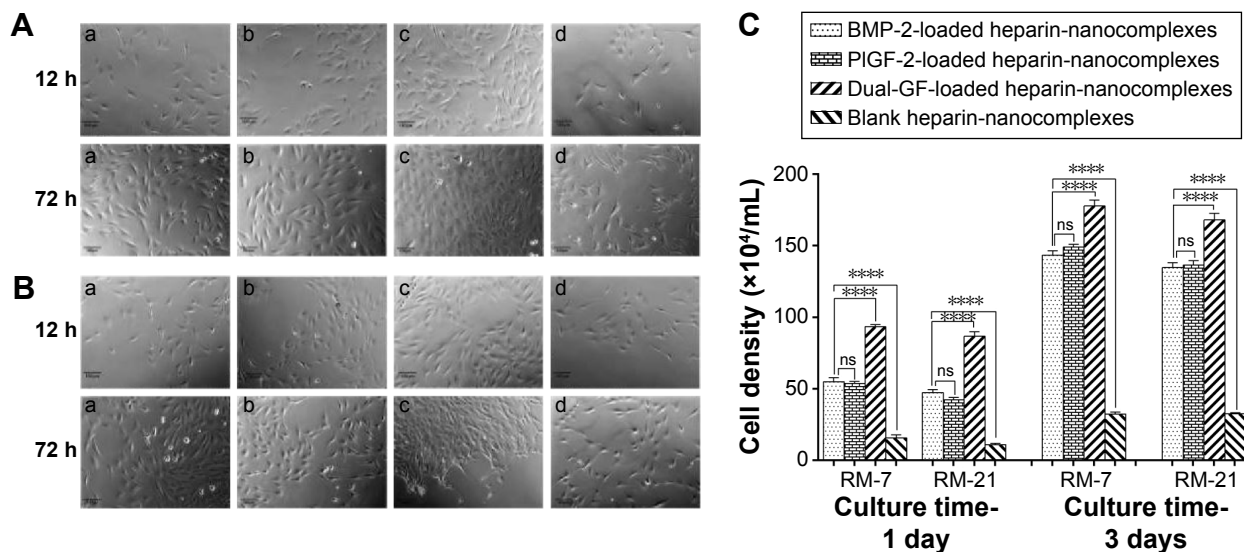 A
a
b
c
d
12 h
a
b
c
d
72 h
B
a
b
c
d
12 h
a
b
c
d
72 h
C
BMP-2-loaded heparin-nanocomplexes
PlGF-2-loaded heparin-nanocomplexes
Dual-GF-loaded heparin-nanocomplexes
Blank heparin-nanocomplexes
Cell density (×10⁴/mL)
200
150
100
50
0
****
****
ns
****
****
ns
****
****
ns
****
****
ns
RM-7
RM-21
RM-7
RM-21
Culture time-
1 day
Culture time-
3 days